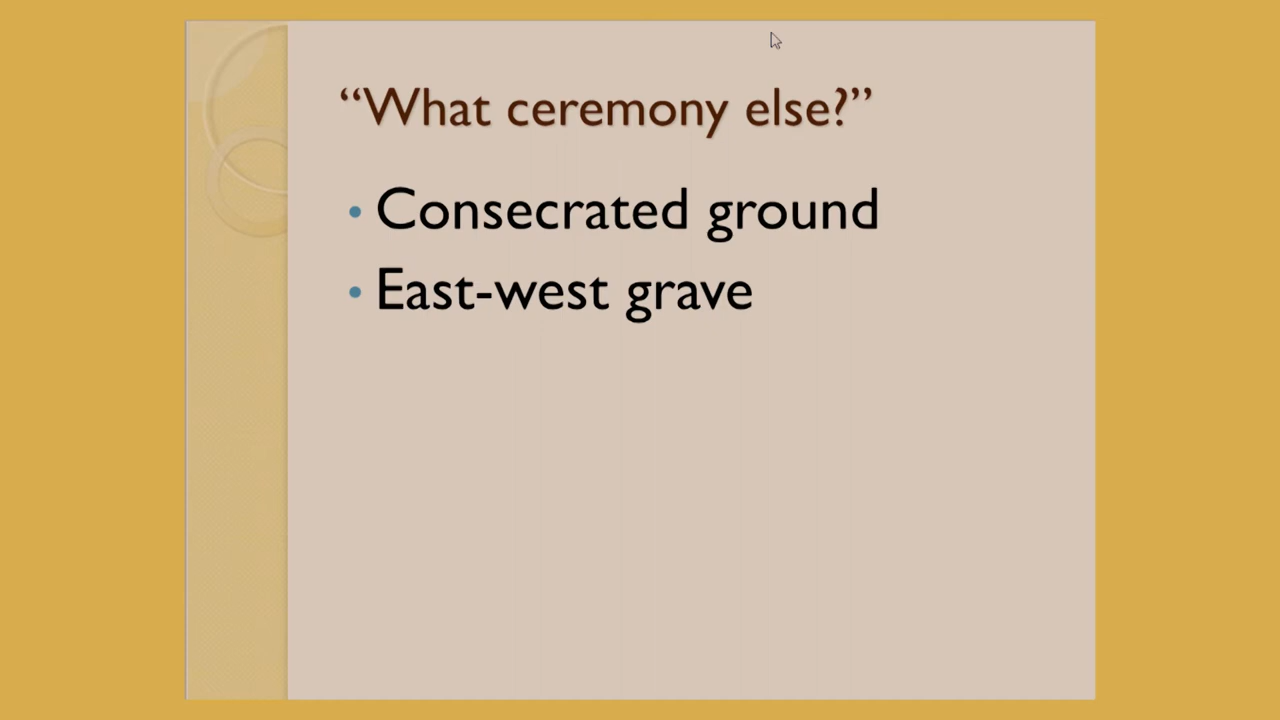 “What ceremony else?”
• Consecrated ground
• East-west grave